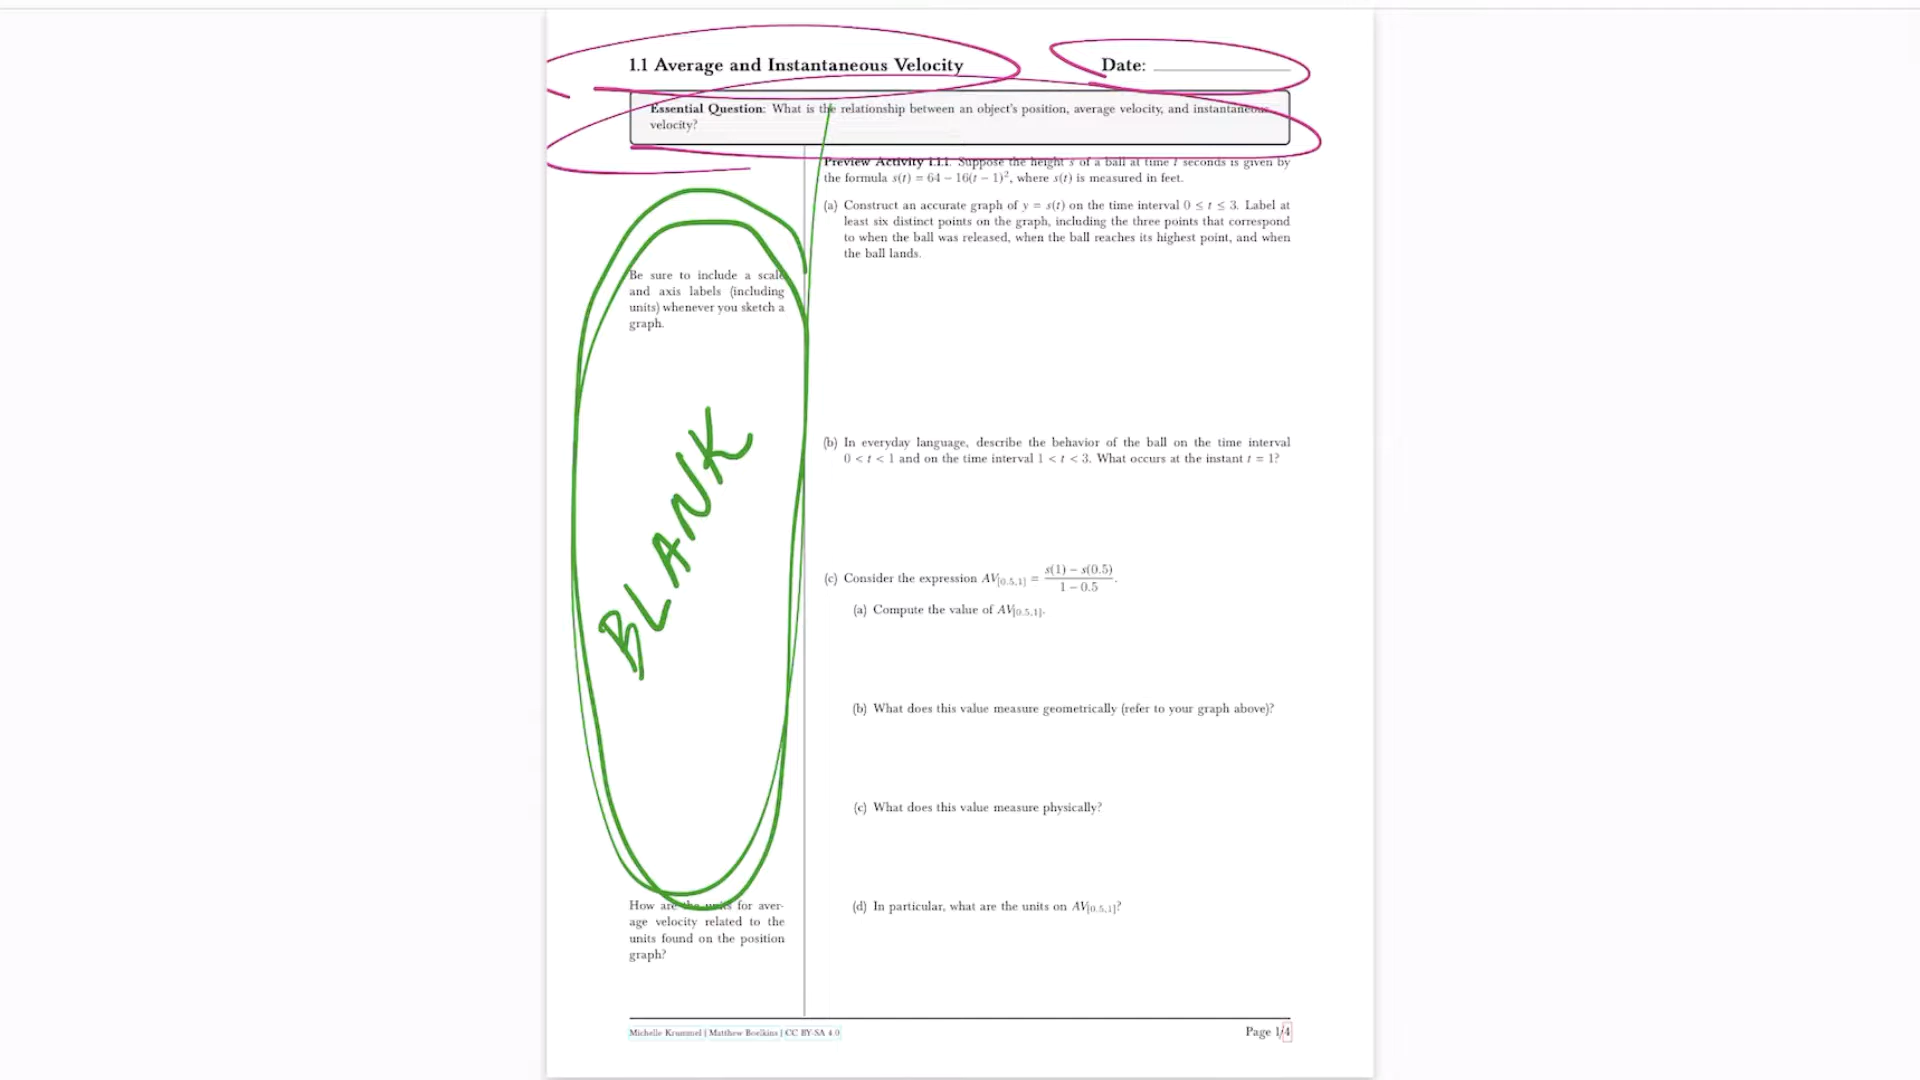 1.1 Average and Instantaneous Velocity
Date:
Essential Question: What is the relationship between an object's position, average velocity, and instantaneous
velocity?
Preview Activity 1.1.1. Suppose the height s of a ball at time t seconds is given by
the formula s(t) = 64 − 16(t − 1)², where s(t) is measured in feet.
(a) Construct an accurate graph of y = s(t) on the time interval 0 ≤ t ≤ 3. Label at
least six distinct points on the graph, including the three points that correspond
to when the ball was released, when the ball reaches its highest point, and when
the ball lands.
Be sure to include a scale
and axis labels (including
units) whenever you sketch a
graph.
BLANK
(b) In everyday language, describe the behavior of the ball on the time interval
0 < t < 1 and on the time interval 1 < t < 3. What occurs at the instant t = 1?
(c) Consider the expression AV[0.5,1] = s(1) − s(0.5) / 1 − 0.5.
(a) Compute the value of AV[0.5,1].
(b) What does this value measure geometrically (refer to your graph above)?
(c) What does this value measure physically?
How are the units for aver-
age velocity related to the
units found on the position
graph?
(d) In particular, what are the units on AV[0.5,1]?
Michelle Krummel | Matthew Boelkins | CC BY-SA 4.0
Page 1/4